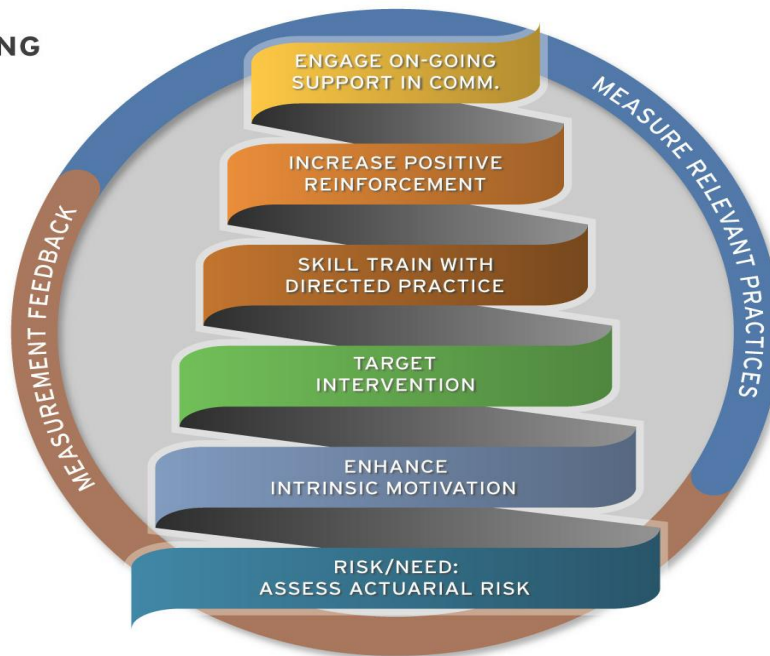 NG
ENGAGE ON-GOING
SUPPORT IN COMM.
INCREASE POSITIVE
REINFORCEMENT
SKILL TRAIN WITH
DIRECTED PRACTICE
TARGET
INTERVENTION
ENHANCE
INTRINSIC MOTIVATION
RISK/NEED:
ASSESS ACTUARIAL RISK
MEASUREMENT FEEDBACK
MEASURE RELEVANT PRACTICES